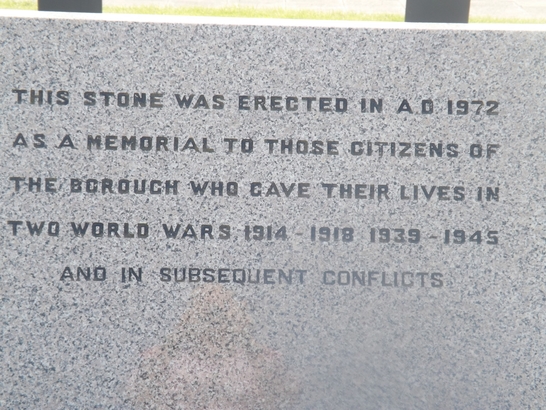 THIS STONE WAS ERECTED IN A.D 1972
AS A MEMORIAL TO THOSE CITIZENS OF
THE BOROUGH WHO GAVE THEIR LIVES IN
TWO WORLD WARS, 1914 - 1918 1939 - 1945
AND IN SUBSEQUENT CONFLICTS